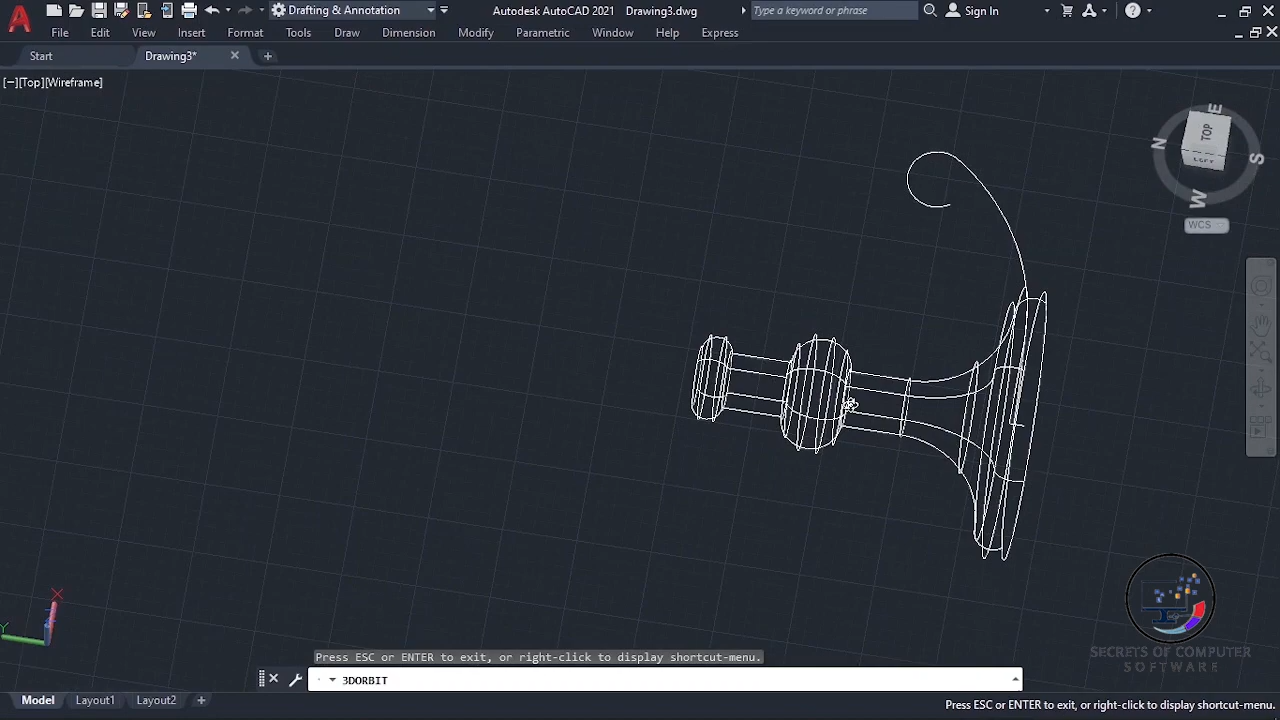 Drafting & Annotation
Autodesk AutoCAD 2021 Drawing3.dwg
Type a keyword or phrase
Sign In
File Edit View Insert Format Tools Draw Dimension Modify Parametric Window Help Express
Start
Drawing3*
[−][Top][Wireframe]
E
N
TOP
S
LEFT
W
WCS
X
Y
SECRETS OF COMPUTER
SOFTWARE
Press ESC or ENTER to exit, or right-click to display shortcut-menu.
3DORBIT
Model Layout1 Layout2
Press ESC or ENTER to exit, or right-click to display shortcut-menu.